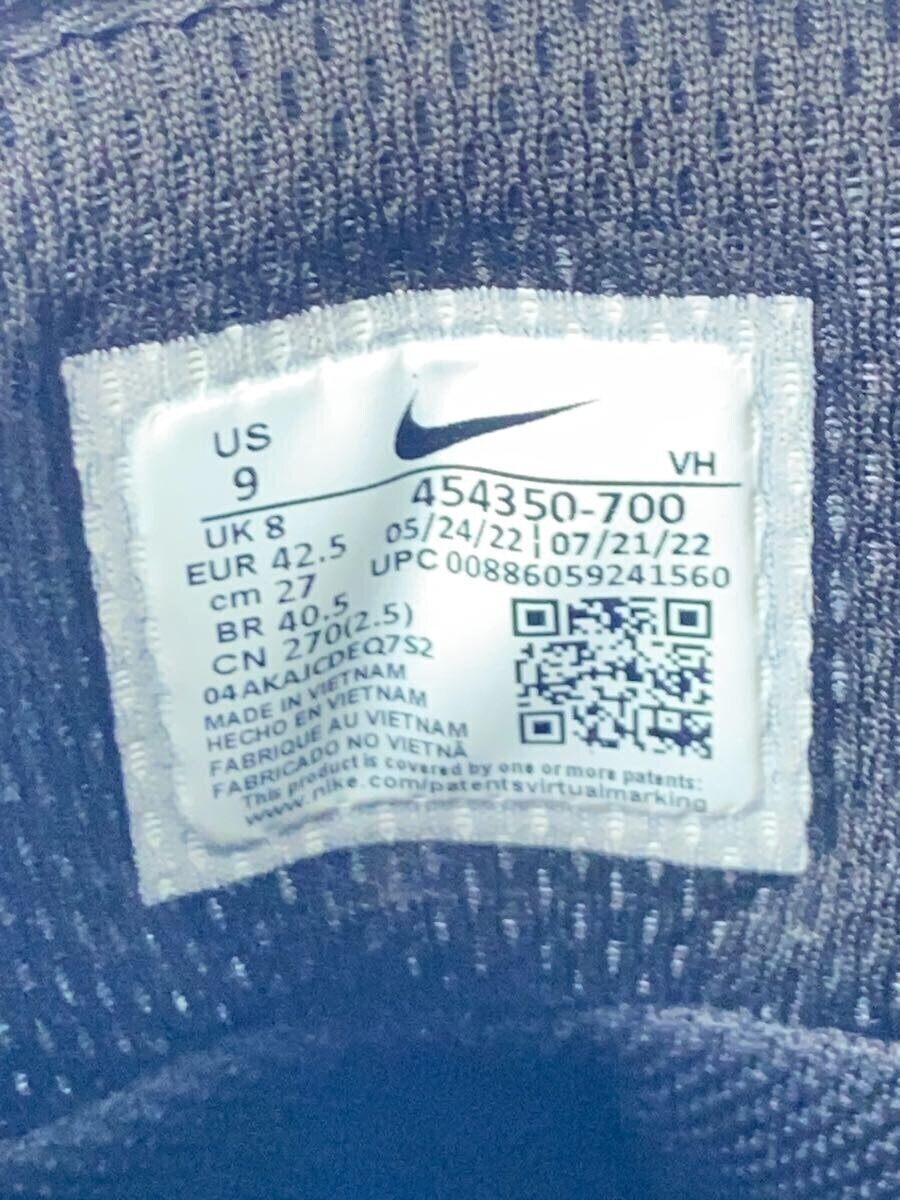 US
9
VH
454350-700
UK 8
05/24/22 | 07/21/22
EUR 42.5
UPC 00886059241560
cm 27
BR 40.5
CN 270(2.5)
04 AKAJCDEQ7S2
MADE IN VIETNAM
HECHO EN VIETNAM
FABRIQUE AU VIETNAM
FABRICADO NO VIETNÃ
This product is covered by one or more patents:
www.nike.com/patentsvirtualmarking